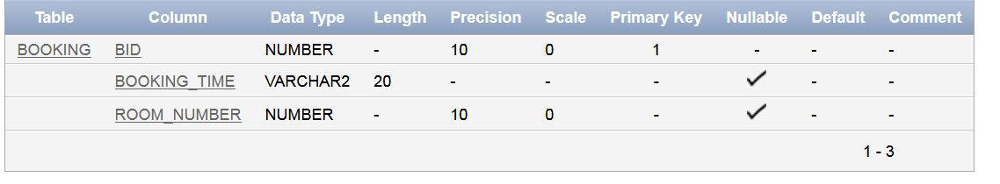 Table Column Data Type Length Precision Scale Primary Key Nullable Default Comment
BOOKING BID NUMBER - 10 0 1 - - -
BOOKING_TIME VARCHAR2 20 - - - - -
ROOM_NUMBER NUMBER - 10 0 - - -
1 - 3